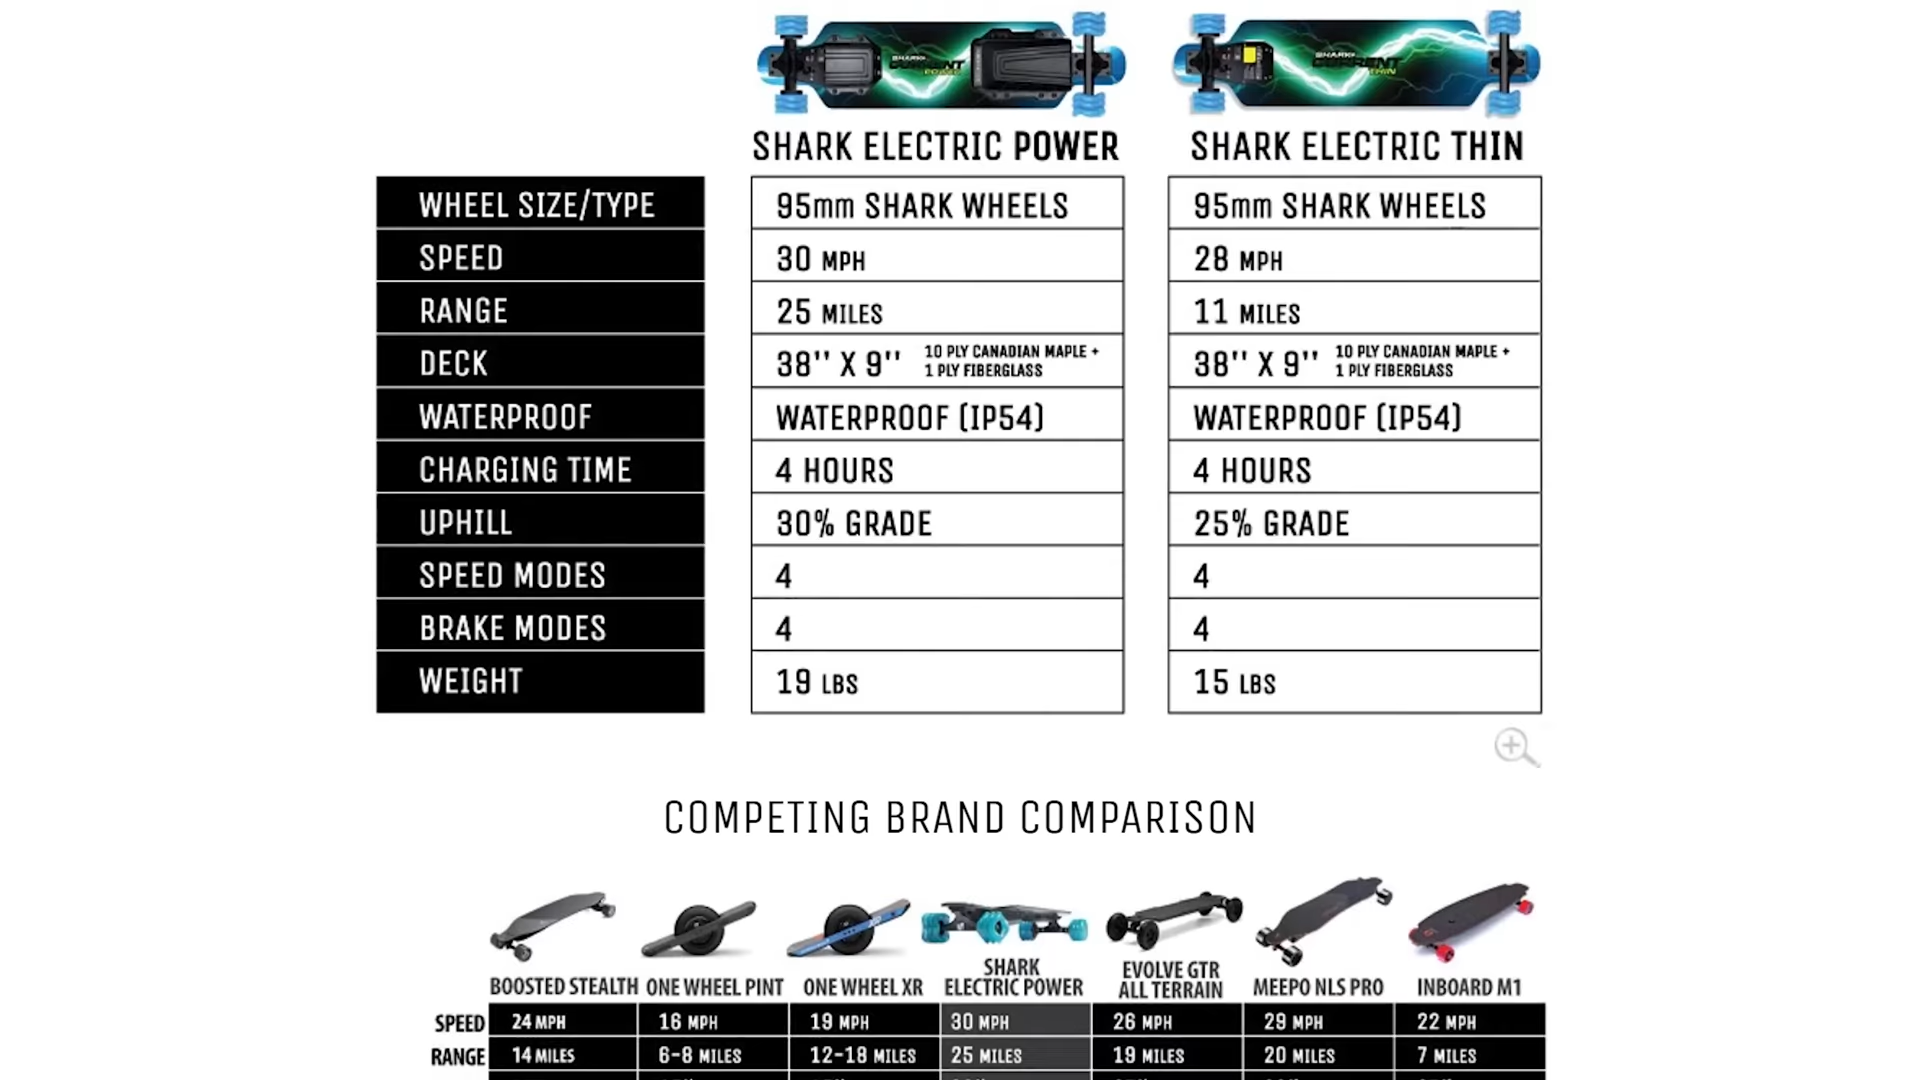 SHARK ELECTRIC POWER SHARK ELECTRIC THIN
WHEEL SIZE/TYPE 95mm SHARK WHEELS 95mm SHARK WHEELS
SPEED 30 MPH 28 MPH
RANGE 25 MILES 11 MILES
DECK 38'' X 9'' 10 PLY CANADIAN MAPLE + 1 PLY FIBERGLASS 38'' X 9'' 10 PLY CANADIAN MAPLE + 1 PLY FIBERGLASS
WATERPROOF WATERPROOF (IP54) WATERPROOF (IP54)
CHARGING TIME 4 HOURS 4 HOURS
UPHILL 30% GRADE 25% GRADE
SPEED MODES 4 4
BRAKE MODES 4 4
WEIGHT 19 LBS 15 LBS
COMPETING BRAND COMPARISON
BOOSTED STEALTH ONE WHEEL PINT ONE WHEEL XR SHARK ELECTRIC POWER EVOLVE GTR ALL TERRAIN MEEPO NLS PRO INBOARD M1
SPEED 24 MPH 16 MPH 19 MPH 30 MPH 26 MPH 29 MPH 22 MPH
RANGE 14 MILES 6-8 MILES 12-18 MILES 25 MILES 19 MILES 20 MILES 7 MILES